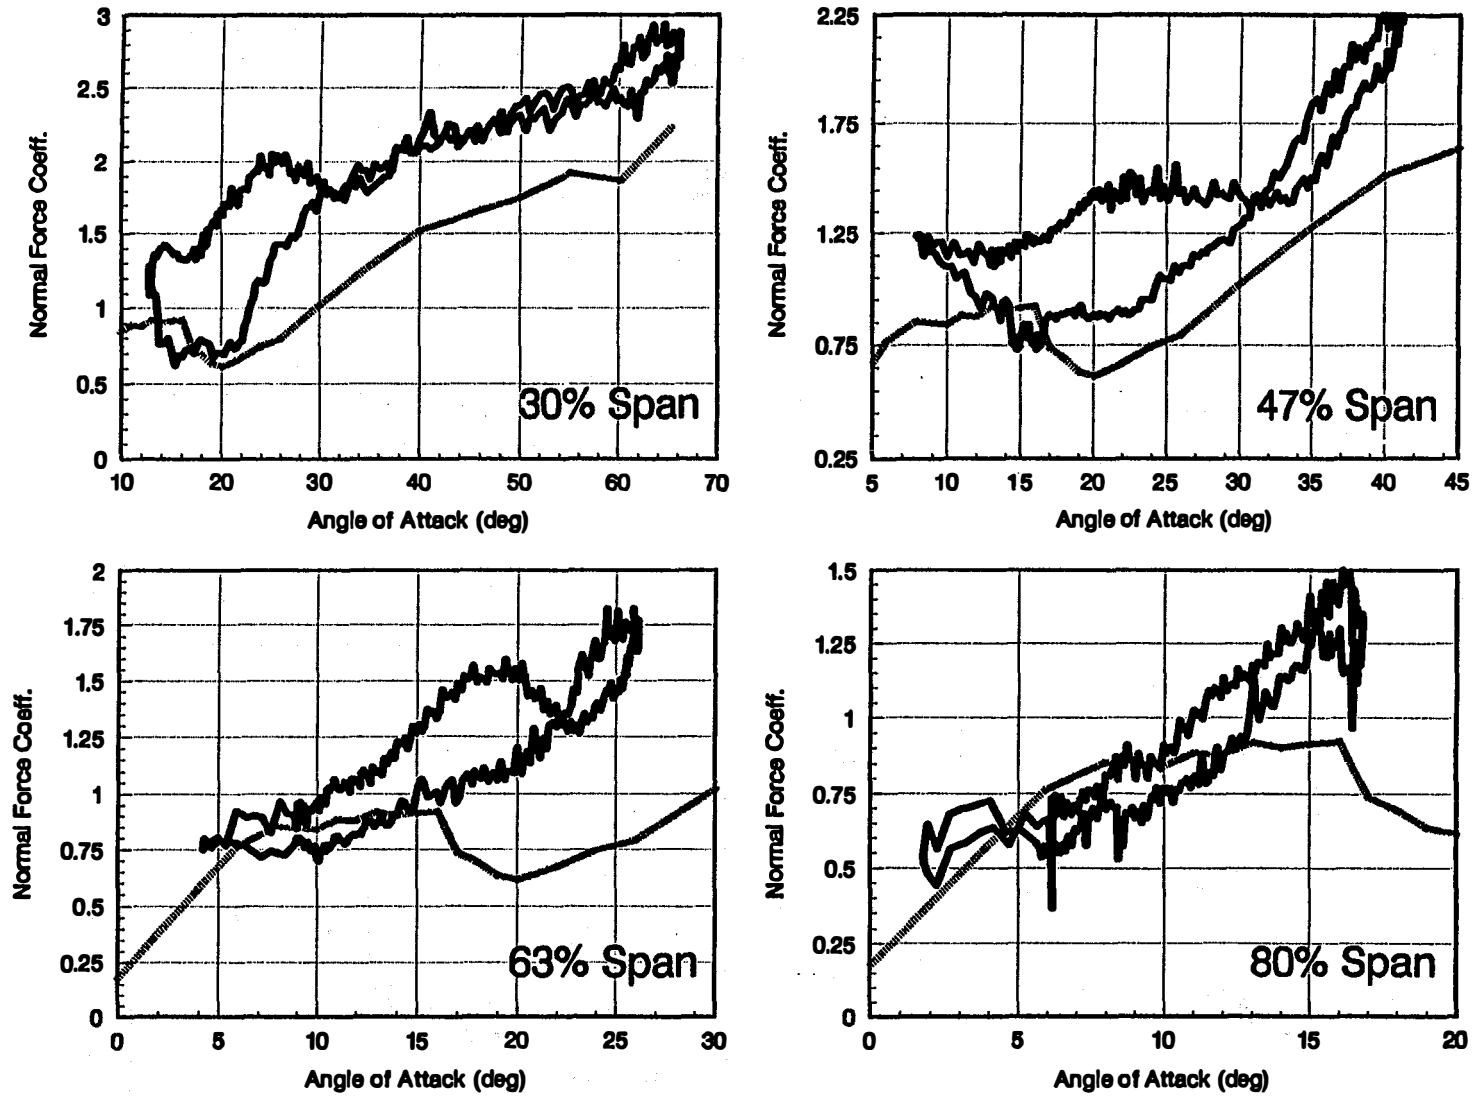 3
2.5
2
1.5
1
0.5
0
10 20 30 40 50 60 70
Normal Force Coeff.
Angle of Attack (deg)
30% Span
2.25
1.75
1.25
0.75
0.25
5 10 15 20 25 30 35 40 45
Normal Force Coeff.
Angle of Attack (deg)
47% Span
2
1.75
1.5
1.25
1
0.75
0.5
0.25
0
0 5 10 15 20 25 30
Normal Force Coeff.
Angle of Attack (deg)
63% Span
1.5
1.25
1
0.75
0.5
0.25
0
0 5 10 15 20
Normal Force Coeff.
Angle of Attack (deg)
80% Span